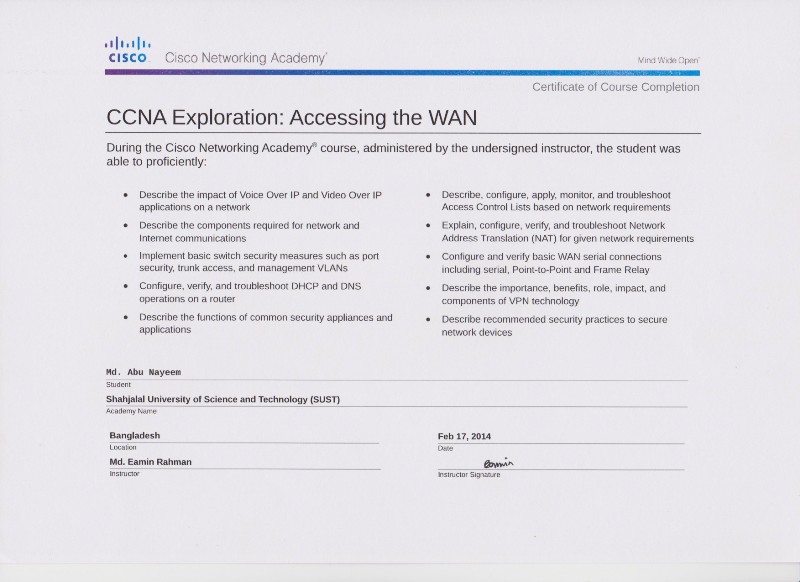 CISCO. Cisco Networking Academy® Mind Wide Open®
Certificate of Course Completion
CCNA Exploration: Accessing the WAN
During the Cisco Networking Academy® course, administered by the undersigned instructor, the student was
able to proficiently:
• Describe the impact of Voice Over IP and Video Over IP
applications on a network
• Describe the components required for network and
Internet communications
• Implement basic switch security measures such as port
security, trunk access, and management VLANs
• Configure, verify, and troubleshoot DHCP and DNS
operations on a router
• Describe the functions of common security appliances and
applications
• Describe, configure, apply, monitor, and troubleshoot
Access Control Lists based on network requirements
• Explain, configure, verify, and troubleshoot Network
Address Translation (NAT) for given network requirements
• Configure and verify basic WAN serial connections
including serial, Point-to-Point and Frame Relay
• Describe the importance, benefits, role, impact, and
components of VPN technology
• Describe recommended security practices to secure
network devices
Md. Abu Nayeem
Student
Shahjalal University of Science and Technology (SUST)
Academy Name
Bangladesh
Location
Feb 17, 2014
Date
Md. Eamin Rahman
Instructor
Eamin
Instructor Signature